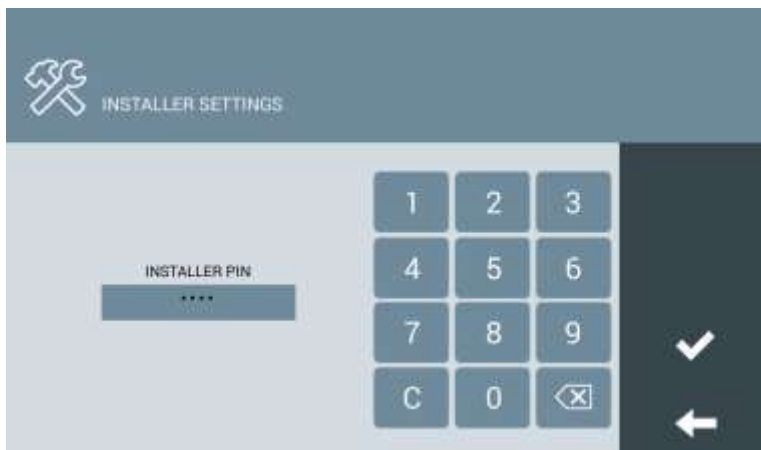 INSTALLER SETTINGS
INSTALLER PIN
****
1 2 3
4 5 6
7 8 9
C 0